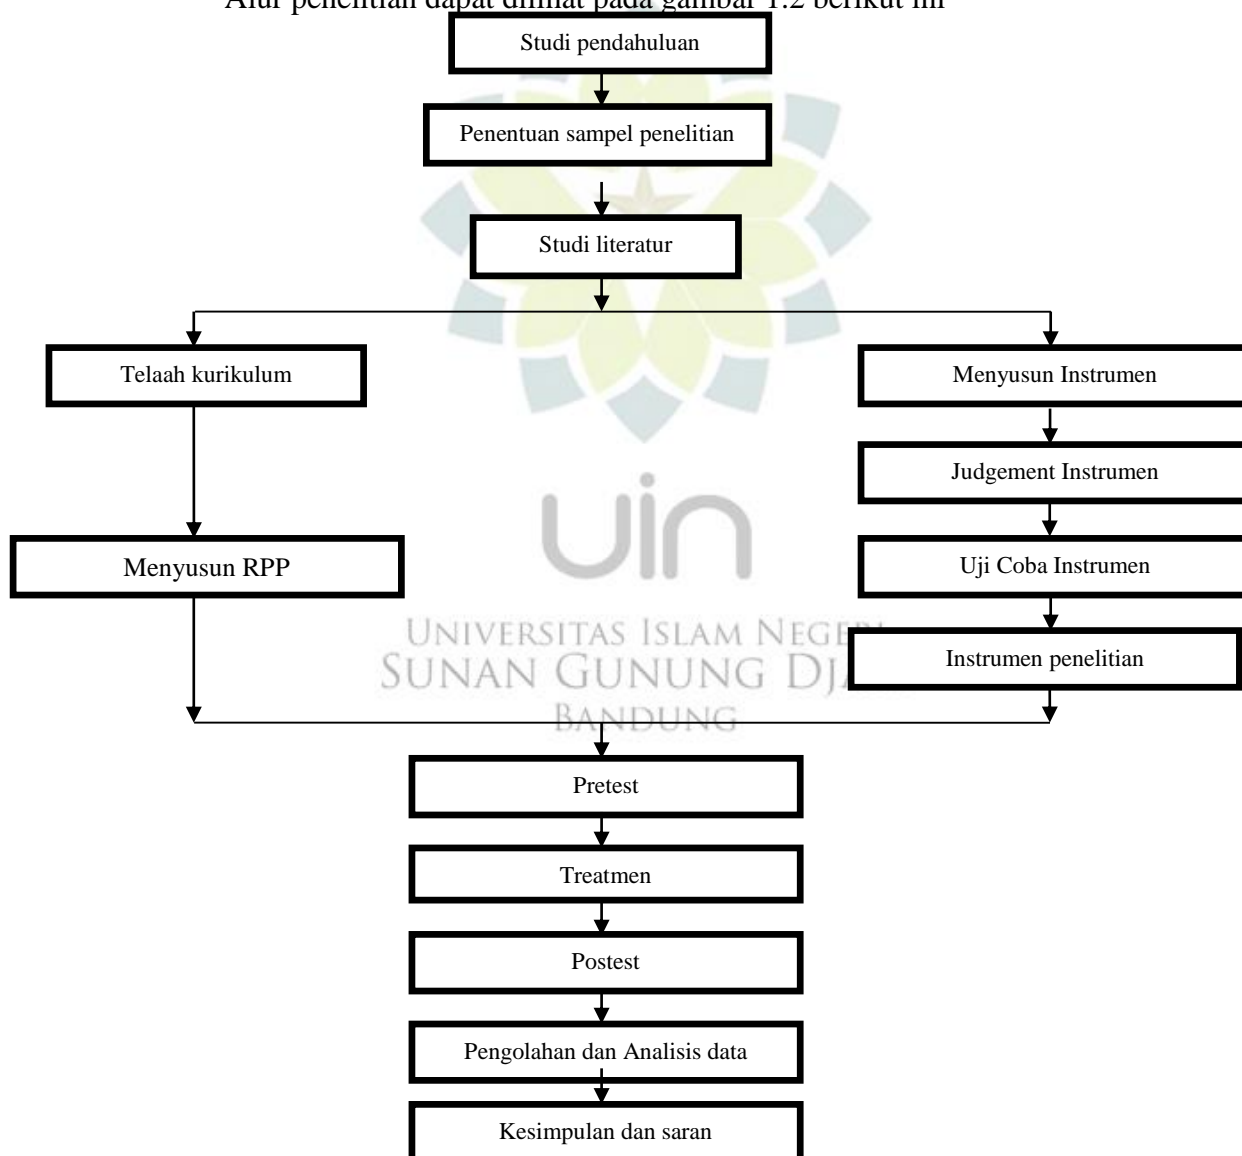 Alur penelitian dapat dilihat pada gambar 1.2 berikut ini
Studi pendahuluan
Penentuan sampel penelitian
Studi literatur
Telaah kurikulum
Menyusun RPP
Menyusun Instrumen
Judgement Instrumen
Uji Coba Instrumen
Instrumen penelitian
uin
UNIVERSITAS ISLAM NEGERI
SUNAN GUNUNG
BANDUNG
Pretest
Treatmen
Postest
Pengolahan dan Analisis data
Kesimpulan dan saran